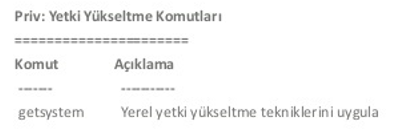 Priv: Yetki Yükseltme Komutları
======================
Komut Açıklama
------- -----------
getsystem Yerel yetki yükseltme tekniklerini uygula